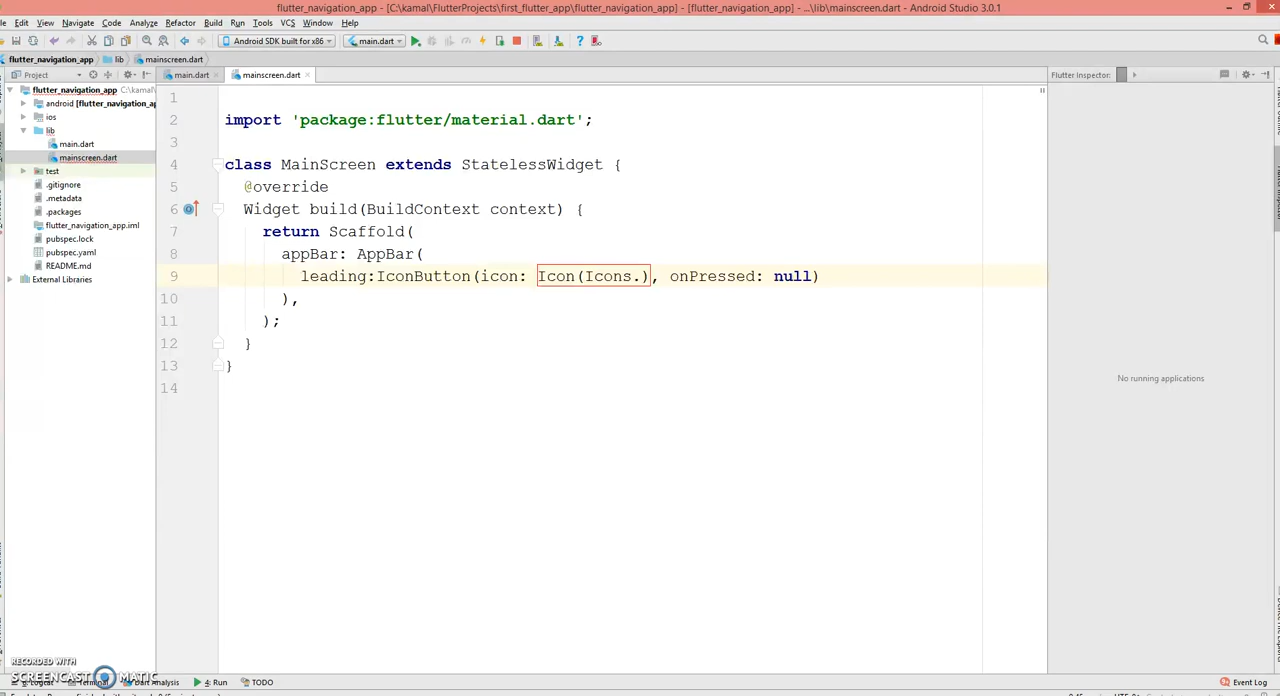 flutter_navigation_app - [C:\kamal\FlutterProjects\first_flutter_app\flutter_navigation_app] - [flutter_navigation_app] - ...\lib\mainscreen.dart - Android Studio 3.0.1
Edit View Navigate Code Analyze Refactor Build Run Tools VCS Window Help
Android SDK built for x86 main.dart
flutter_navigation_app lib mainscreen.dart
Project main.dart mainscreen.dart Flutter Inspector:
flutter_navigation_app C:\ka
android [flutter_navigation_ap
ios
lib
main.dart
mainscreen.dart
test
.gitignore
.metadata
.packages
flutter_navigation_app.iml
pubspec.lock
pubspec.yaml
README.md
External Libraries
1
2 import 'package:flutter/material.dart';
3
4 class MainScreen extends StatelessWidget {
5 @override
6 Widget build(BuildContext context) {
7 return Scaffold(
8 appBar: AppBar(
9 leading:IconButton(icon: Icon(Icons.), onPressed: null)
10 ),
11 );
12 }
13 }
14
No running applications
RECORDED WITH
SCREENCAST MATIC
Terminal Dart Analysis 4: Run TODO Event Log